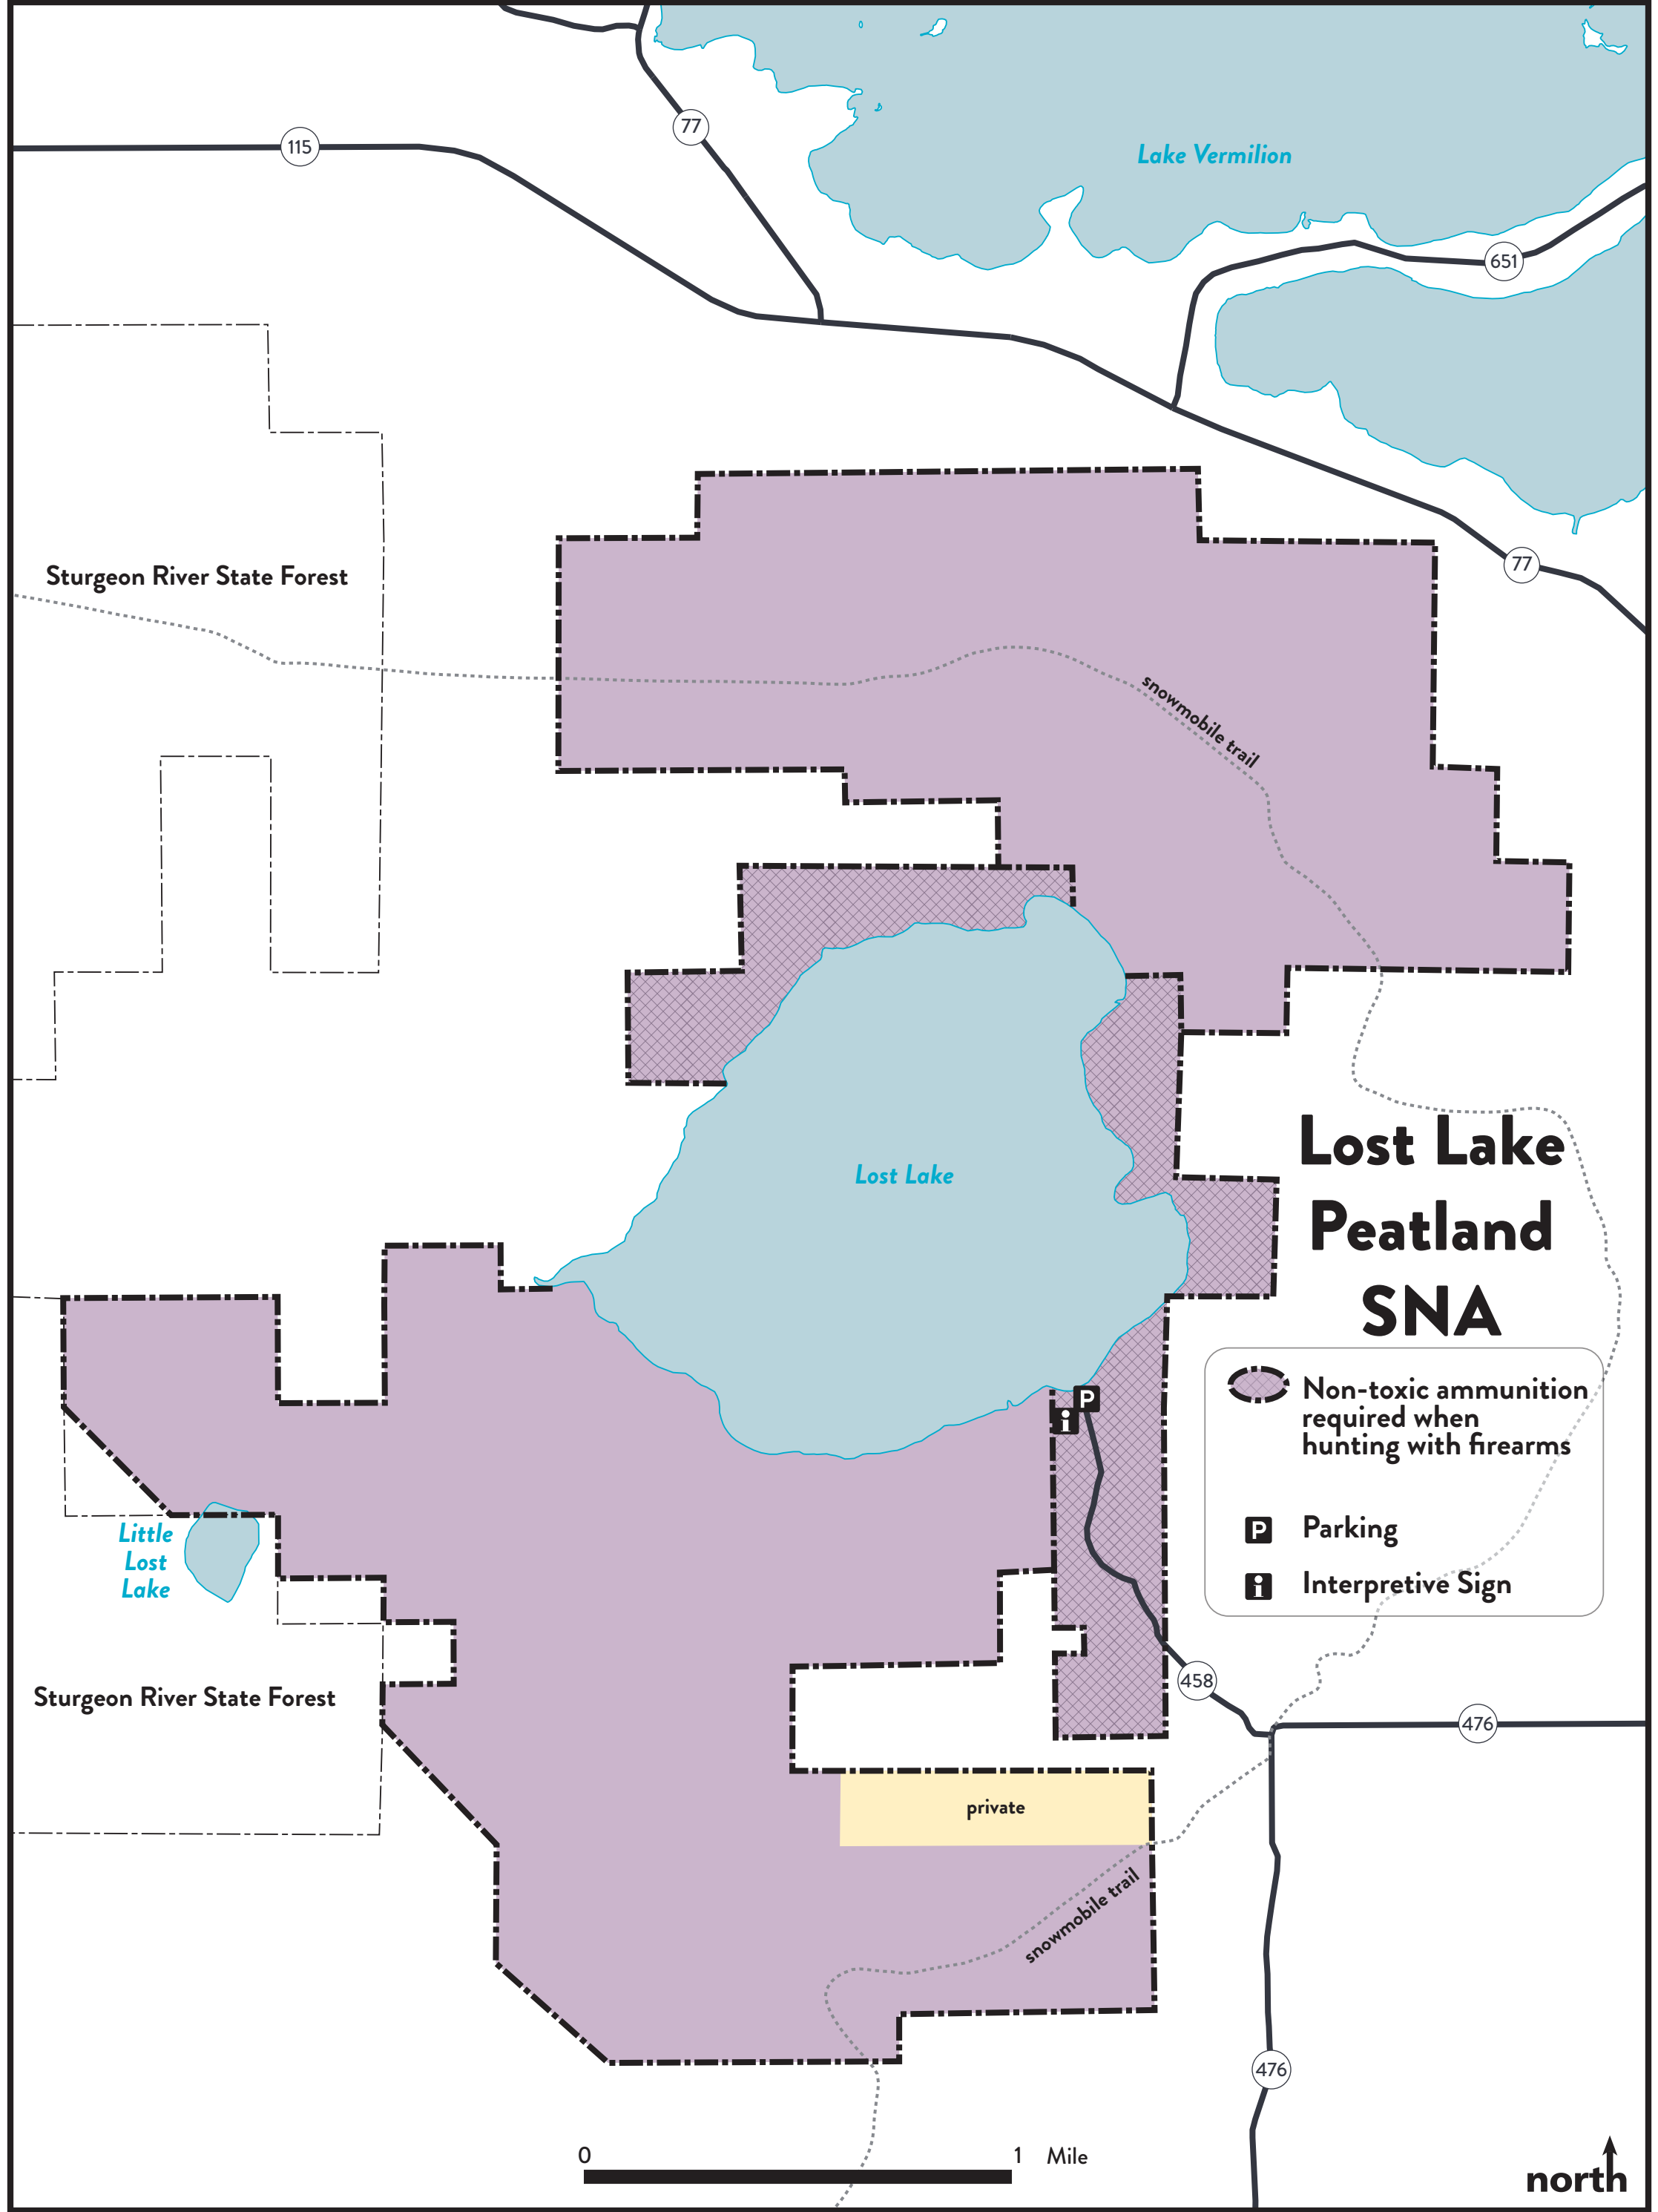 77
115
Lake Vermilion
651
77
Sturgeon River State Forest
snowmobile trail
Lost Lake
Peatland
SNA
Lost Lake
Non-toxic ammunition
required when
hunting with firearms
P
Parking
i
Interpretive Sign
P
i
Little
Lost
Lake
458
Sturgeon River State Forest
476
private
snowmobile trail
476
0 1 Mile
north